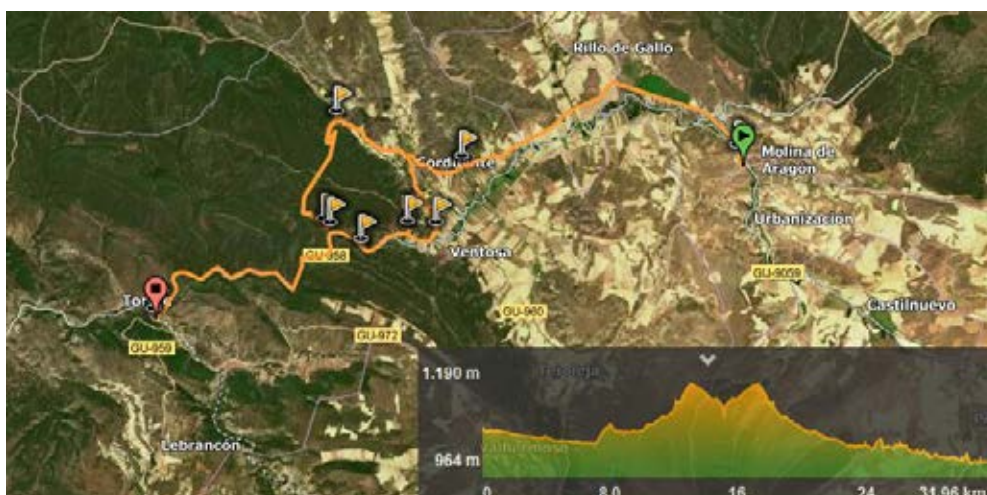 Rillo de Gallo
Molina de
Aragón
Urbanización
Ventosa
GU-958
GU-9059
Castilnuevo
GU-960
GU-972
GU-959
Lebrancón
1.190 m
964 m
0
8,0
16
24
31,96 km